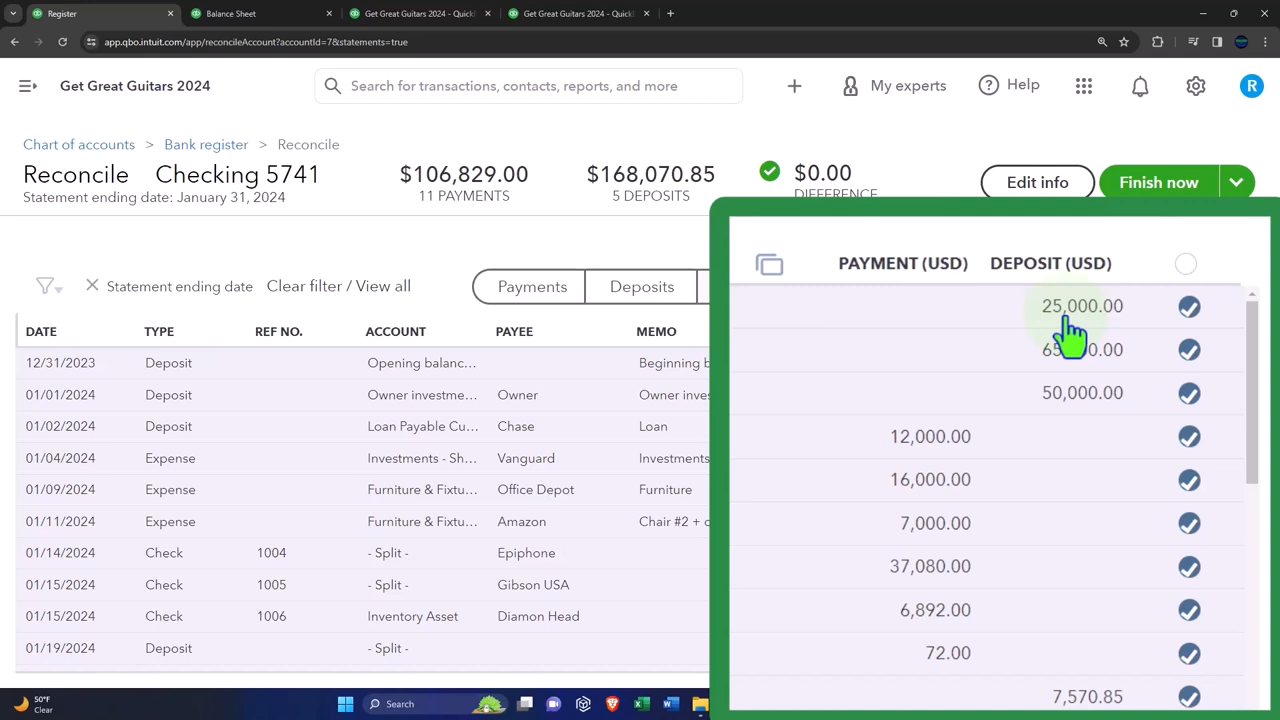 Register
Balance Sheet
Get Great Guitars 2024 - QuickB
Get Great Guitars 2024 - QuickB
app.qbo.intuit.com/app/reconcileAccount?accountId=7&statements=true
Get Great Guitars 2024
Search for transactions, contacts, reports, and more
My experts
Help
R
Chart of accounts > Bank register > Reconcile
Reconcile Checking 5741
Statement ending date: January 31, 2024
$106,829.00
11 PAYMENTS
$168,070.85
5 DEPOSITS
$0.00
DIFFERENCE
Edit info
Finish now
Statement ending date
Clear filter / View all
Payments
Deposits
DATE TYPE REF NO. ACCOUNT PAYEE MEMO PAYMENT (USD) DEPOSIT (USD)
12/31/2023 Deposit Opening balanc... Beginning b 25,000.00
01/01/2024 Deposit Owner investme... Owner Owner inves
01/02/2024 Deposit Loan Payable Cu... Chase Loan 50,000.00
01/04/2024 Expense Investments - Sh... Vanguard Investments 12,000.00
01/09/2024 Expense Furniture & Fixtu... Office Depot Furniture 16,000.00
01/11/2024 Expense Furniture & Fixtu... Amazon Chair #2 + c 7,000.00
01/14/2024 Check 1004 - Split - Epiphone 37,080.00
01/15/2024 Check 1005 - Split - Gibson USA 6,892.00
01/15/2024 Check 1006 Inventory Asset Diamon Head 72.00
01/19/2024 Deposit - Split - 7,570.85
50°F
Clear
Search